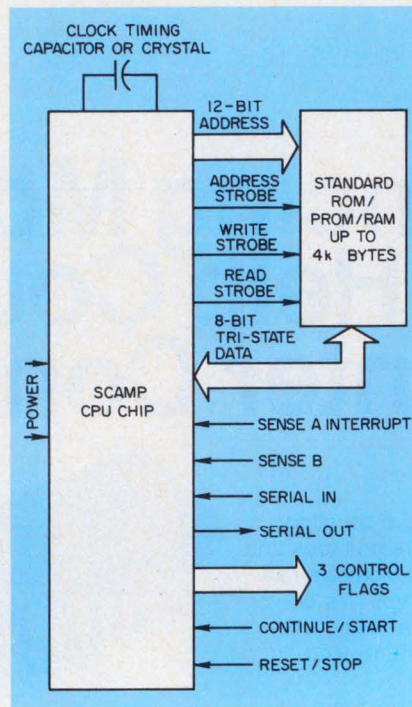 CLOCK TIMING
CAPACITOR OR CRYSTAL
12-BIT
ADDRESS
ADDRESS
STROBE
WRITE
STROBE
READ
STROBE
8-BIT
TRI-STATE
DATA
STANDARD
ROM/
PROM/RAM
UP TO
4k BYTES
POWER
SCAMP
CPU CHIP
SENSE A INTERRUPT
SENSE B
SERIAL IN
SERIAL OUT
3 CONTROL
FLAGS
CONTINUE/START
RESET/STOP